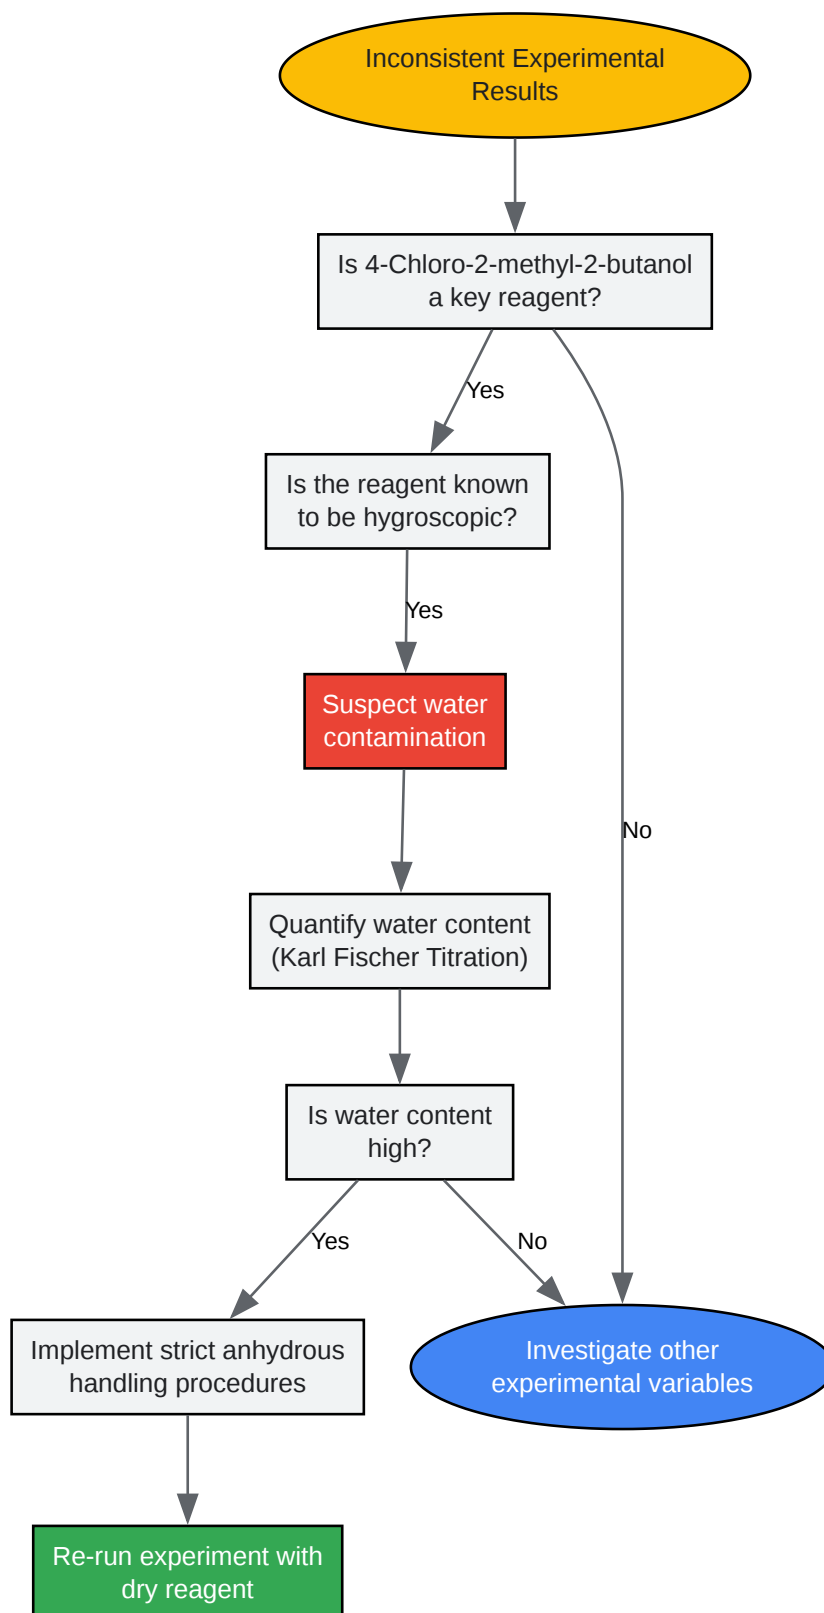 Inconsistent Experimental
Results
Is 4-Chloro-2-methyl-2-butanol
a key reagent?
Yes
Is the reagent known
to be hygroscopic?
Yes
Suspect water
contamination
No
Quantify water content
(Karl Fischer Titration)
Is water content
high?
Yes
No
Implement strict anhydrous
handling procedures
Investigate other
experimental variables
Re-run experiment with
dry reagent